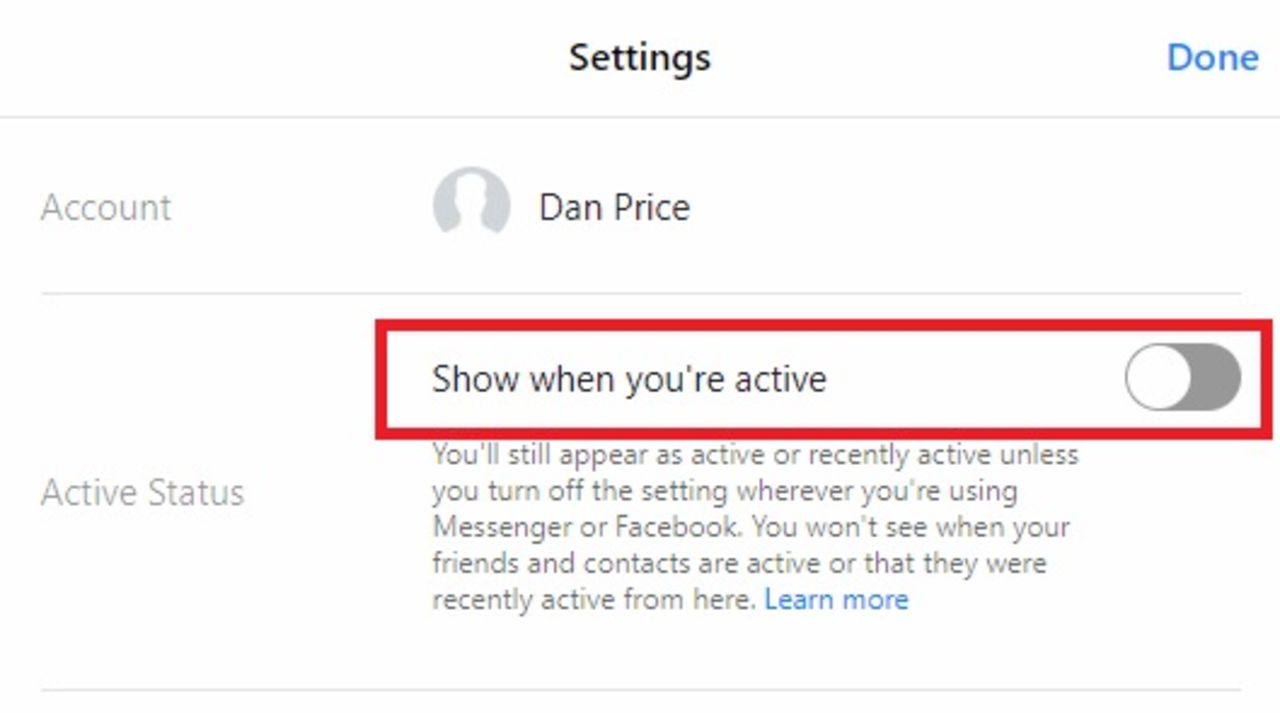 Settings
Done
Account
Dan Price
Show when you're active
Active Status
You'll still appear as active or recently active unless
you turn off the setting wherever you're using
Messenger or Facebook. You won't see when your
friends and contacts are active or that they were
recently active from here. Learn more